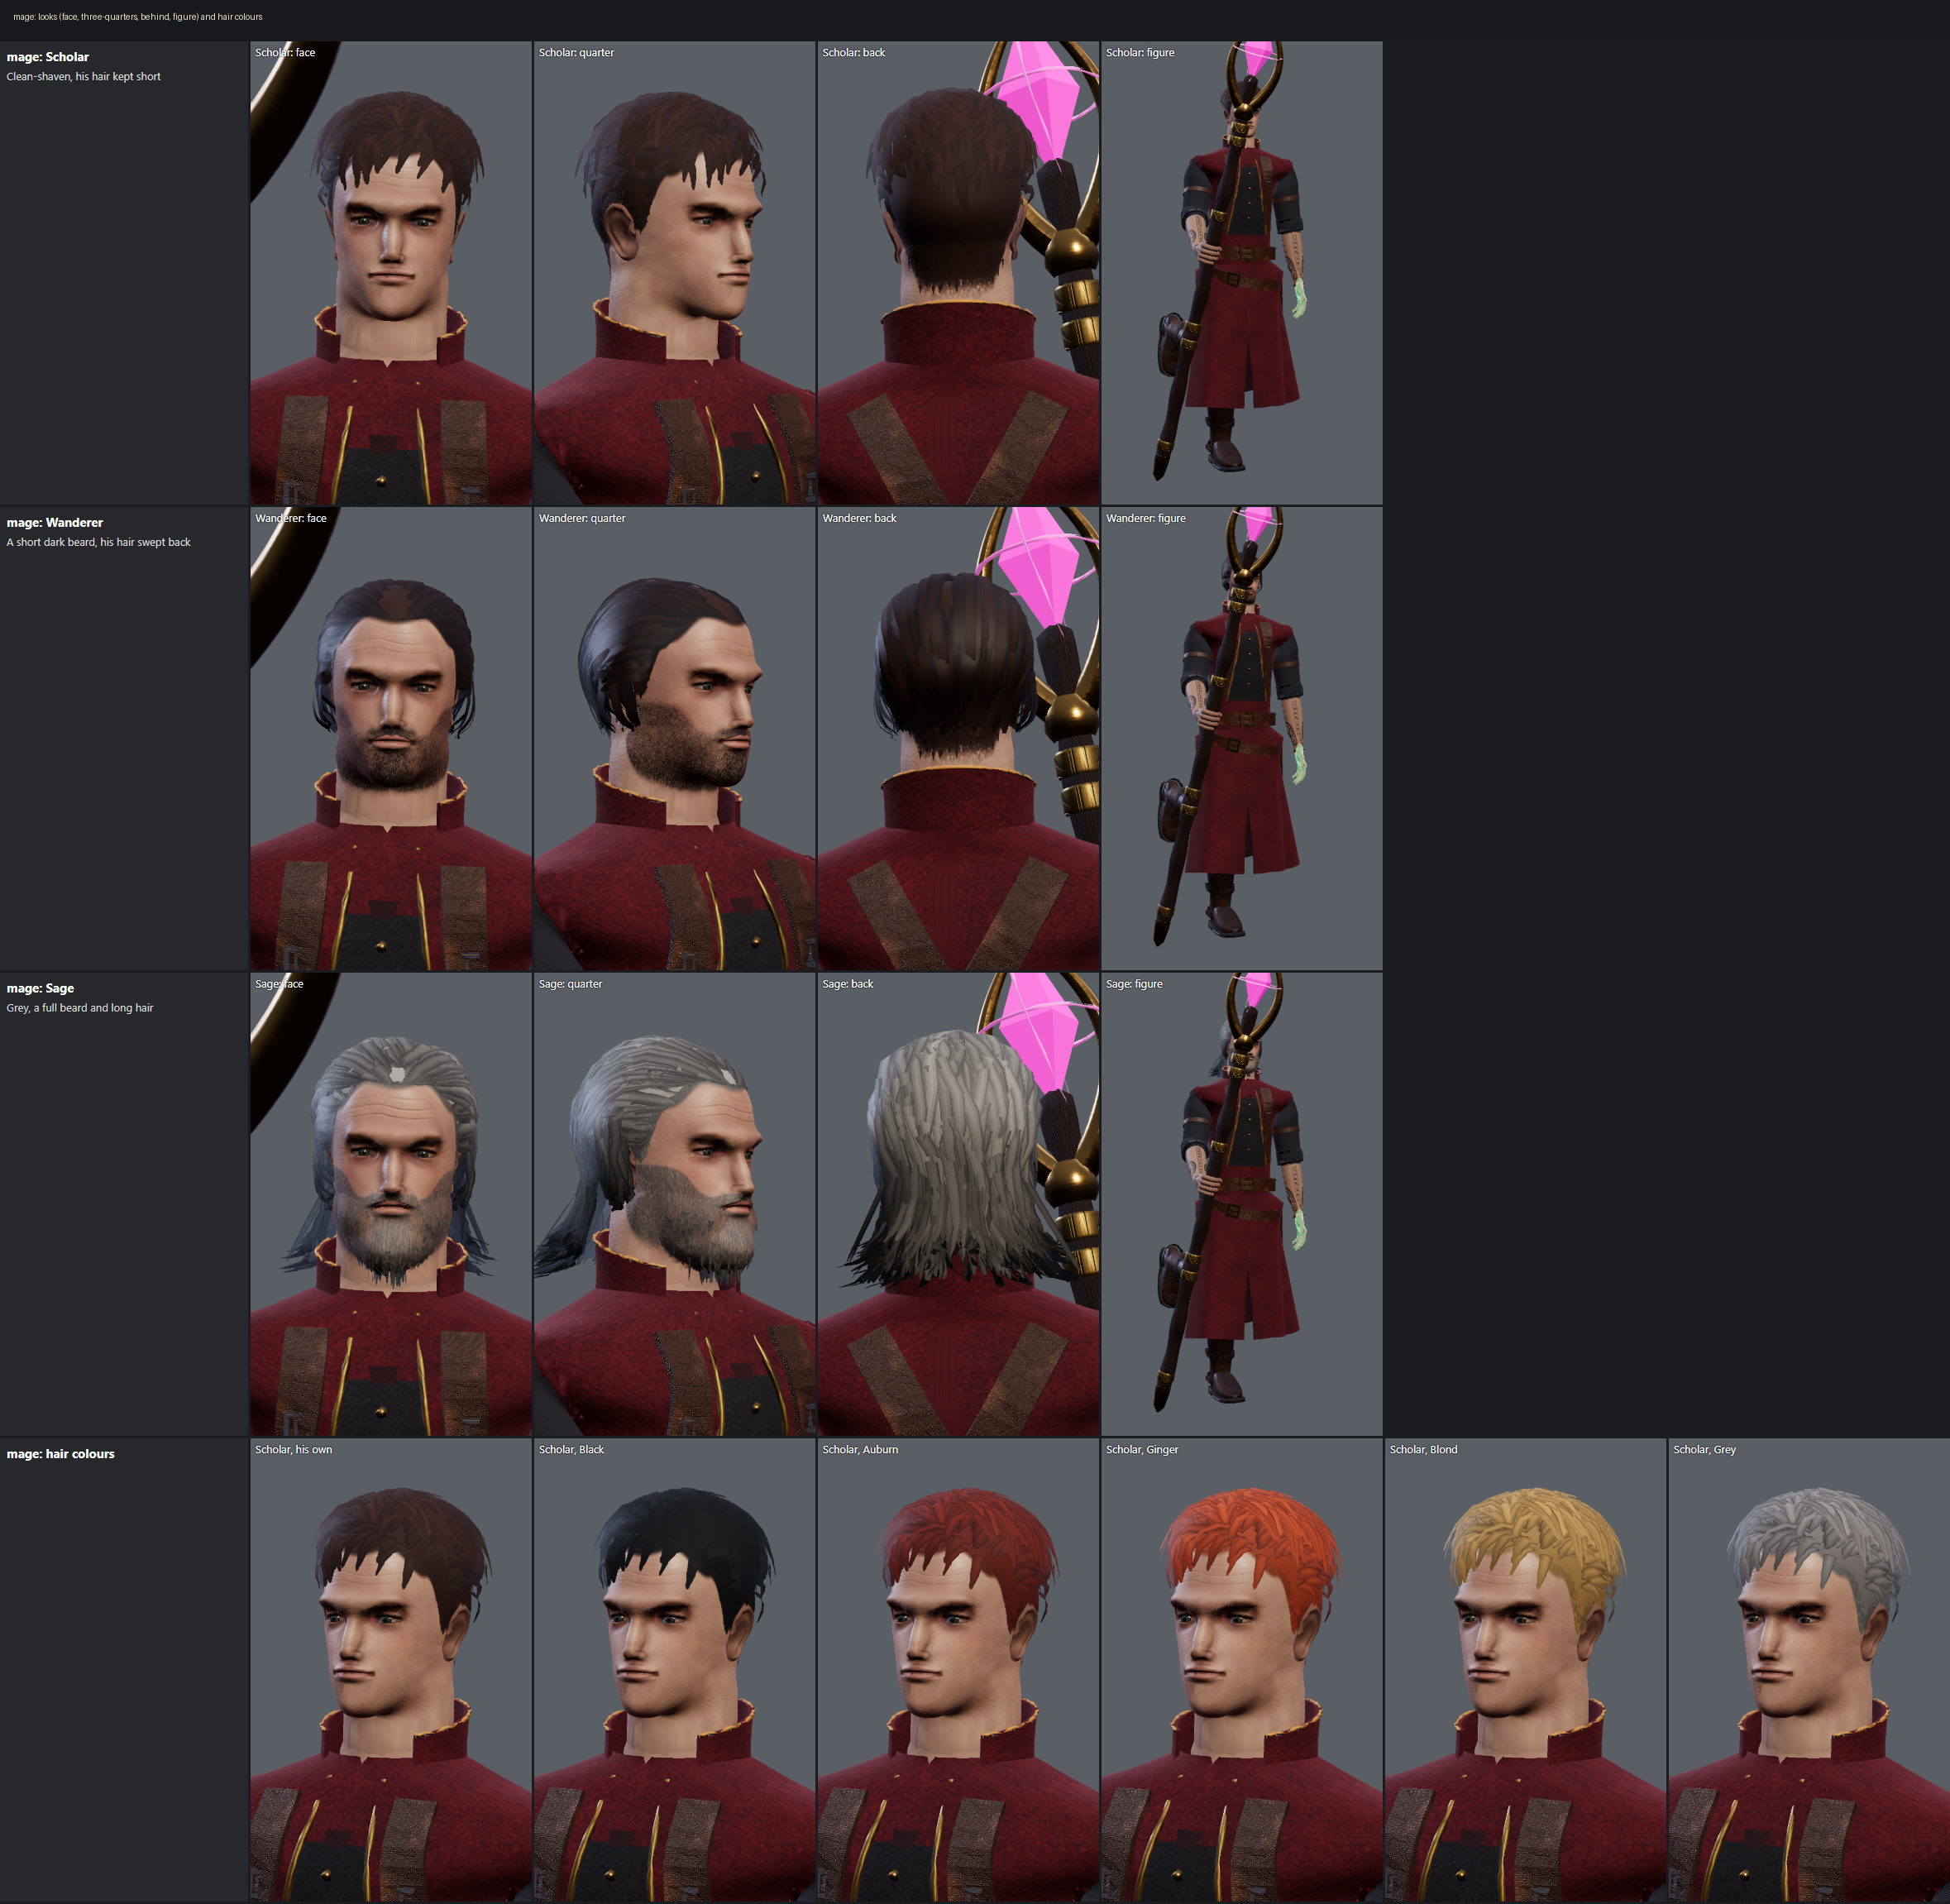 mage: looks (face, three-quarters, behind, figure) and hair colours
mage: Scholar
Clean-shaven, his hair kept short
Scholar: face
Scholar: quarter
Scholar: back
Scholar: figure
mage: Wanderer
A short dark beard, his hair swept back
Wanderer: face
Wanderer: quarter
Wanderer: back
Wanderer: figure
mage: Sage
Grey, a full beard and long hair
Sage: face
Sage: quarter
Sage: back
Sage: figure
mage: hair colours
Scholar, his own
Scholar, Black
Scholar, Auburn
Scholar, Ginger
Scholar, Blond
Scholar, Grey